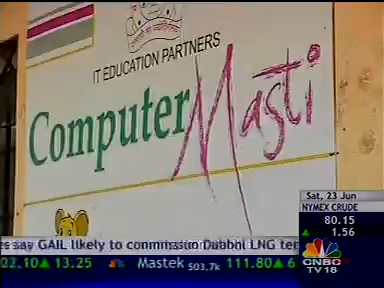 IT EDUCATION PARTNERS
Computer Masti
Sat, 23 Jun
NYMEX CRUDE
80.15
▲ 1.56
es say GAIL likely to commission Dabhol LNG ter
02.10 ▲ 13.25 Mastek 503.7k 111.80 ▲ 6
CNBC
TV18